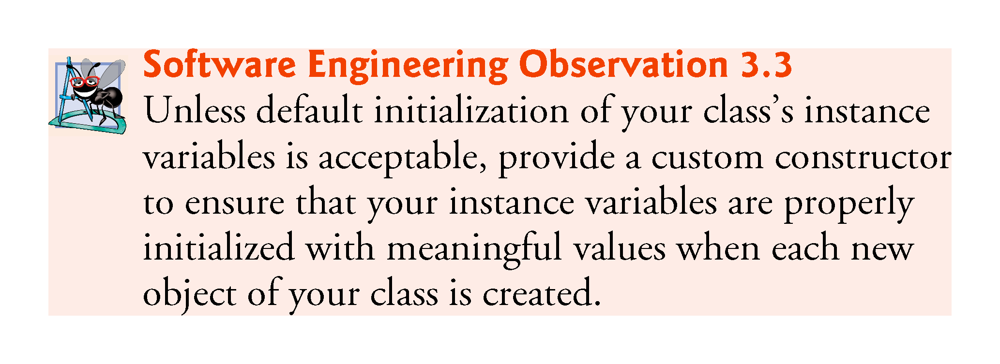 Software Engineering Observation 3.3
Unless default initialization of your class’s instance
variables is acceptable, provide a custom constructor
to ensure that your instance variables are properly
initialized with meaningful values when each new
object of your class is created.